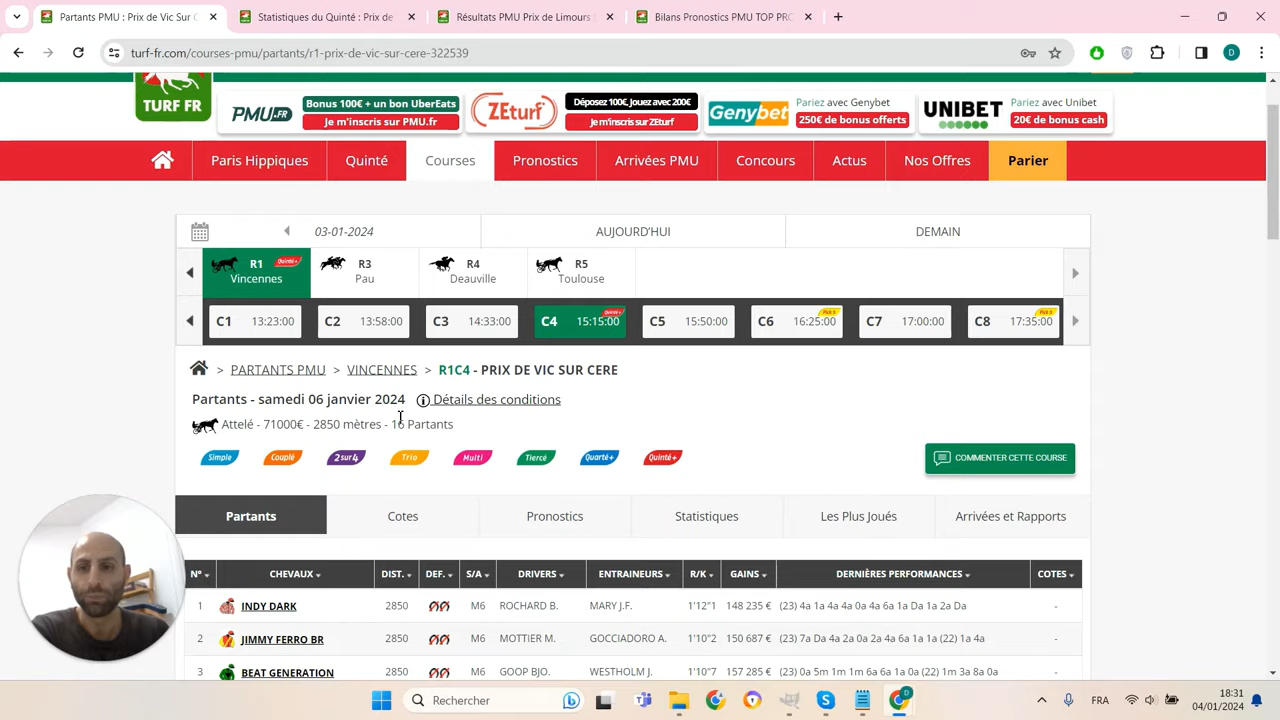 Partants PMU : Prix de Vic Sur C
Statistiques du Quinté : Prix de
Résultats PMU Prix de Limours
Bilans Pronostics PMU TOP PRO
turf-fr.com/courses-pmu/partants/r1-prix-de-vic-sur-cere-322539
D
TURF FR
PMU.FR
Bonus 100€ + un bon UberEats
Je m'inscris sur PMU.fr
ZEturf
Déposez 100€, Jouez avec 200€
Je m'inscris sur ZEturf
Genybet
Pariez avec Genybet
250€ de bonus offerts
UNIBET
Pariez avec Unibet
20€ de bonus cash
Paris Hippiques
Quinté
Courses
Pronostics
Arrivées PMU
Concours
Actus
Nos Offres
Parier
03-01-2024
AUJOURD'HUI
DEMAIN
R1 Quinté+
Vincennes
R3
Pau
R4
Deauville
R5
Toulouse
C1 13:23:00
C2 13:58:00
C3 14:33:00
C4 15:15:00 Quinté+
C5 15:50:00
C6 16:25:00 Pick 5
C7 17:00:00
C8 17:35:00 Pick 5
> PARTANTS PMU > VINCENNES > R1C4 - PRIX DE VIC SUR CERE
Partants - samedi 06 janvier 2024 Détails des conditions
Attelé - 71000€ - 2850 mètres - 16 Partants
Simple Couplé 2sur4 Trio Multi Tiercé Quarté+ Quinté+
COMMENTER CETTE COURSE
Partants
Cotes
Pronostics
Statistiques
Les Plus Joués
Arrivées et Rapports
N° CHEVAUX DIST. DEF. S/A DRIVERS ENTRAINEURS R/K GAINS DERNIÈRES PERFORMANCES COTES
1 INDY DARK 2850 M6 ROCHARD B. MARY J.F. 1'12"1 148 235 € (23) 4a 1a 4a 4a 0a 4a 6a 1a Da 1a 2a Da -
2 JIMMY FERRO BR 2850 M6 MOTTIER M. GOCCIADORO A. 1'10"2 150 687 € (23) 7a Da 4a 2a 0a 2a 4a 6a 1a 1a (22) 1a 4a -
3 BEAT GENERATION 2850 M6 GOOP BJO. WESTHOLM J. 1'10"7 157 285 € (23) 0a 5m 1m 1m 6a 6a 1a 0a (22) 1m 3a 8a 0a -
Rechercher
D
FRA
18:31
04/01/2024